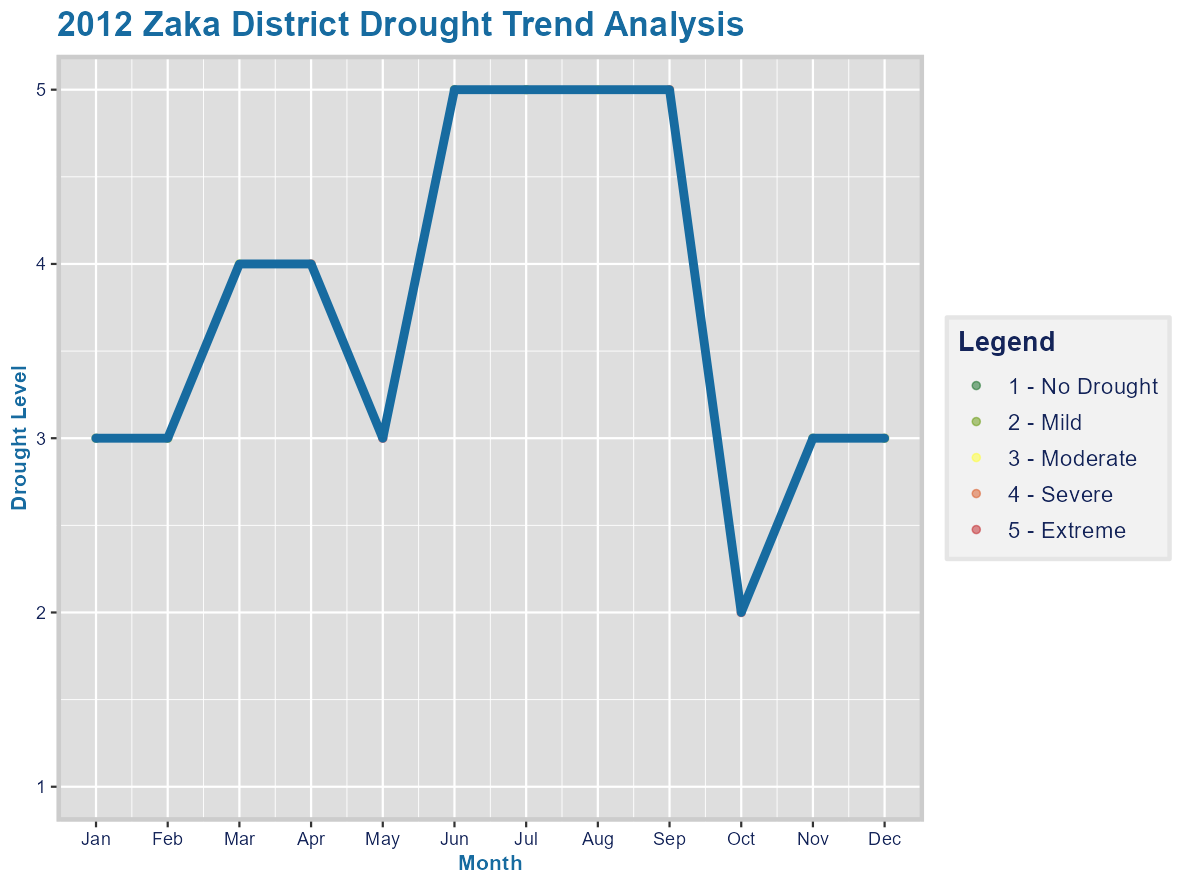 2012 Zaka District Drought Trend Analysis
Drought Level
5
4
3
2
1
Jan Feb Mar Apr May Jun Jul Aug Sep Oct Nov Dec
Month
Legend
1 - No Drought
2 - Mild
3 - Moderate
4 - Severe
5 - Extreme